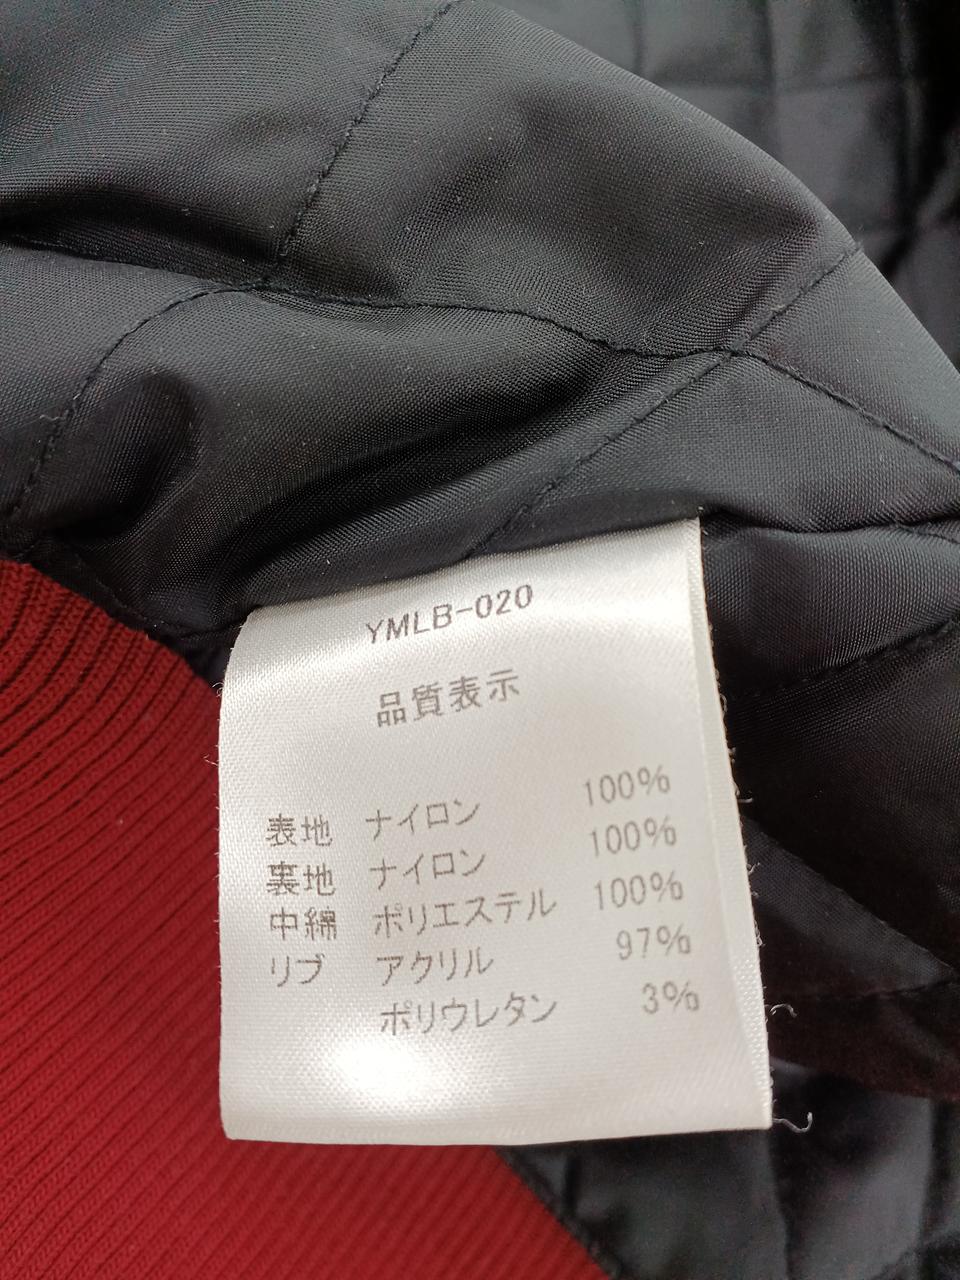 YMLB-020
品質表示
表地 ナイロン 100%
裏地 ナイロン 100%
中綿 ポリエステル 100%
リブ アクリル 97%
ポリウレタン 3%